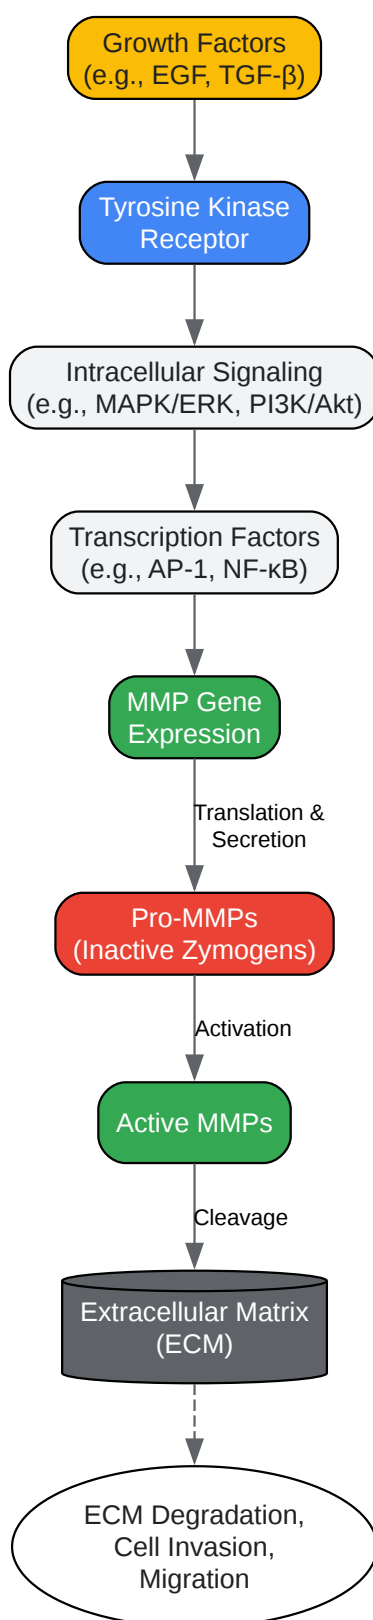 Growth Factors
(e.g., EGF, TGF-β)
Tyrosine Kinase
Receptor
Intracellular Signaling
(e.g., MAPK/ERK, PI3K/Akt)
Transcription Factors
(e.g., AP-1, NF-κB)
MMP Gene
Expression
Translation &
Secretion
Pro-MMPs
(Inactive Zymogens)
Activation
Active MMPs
Cleavage
Extracellular Matrix
(ECM)
ECM Degradation,
Cell Invasion,
Migration